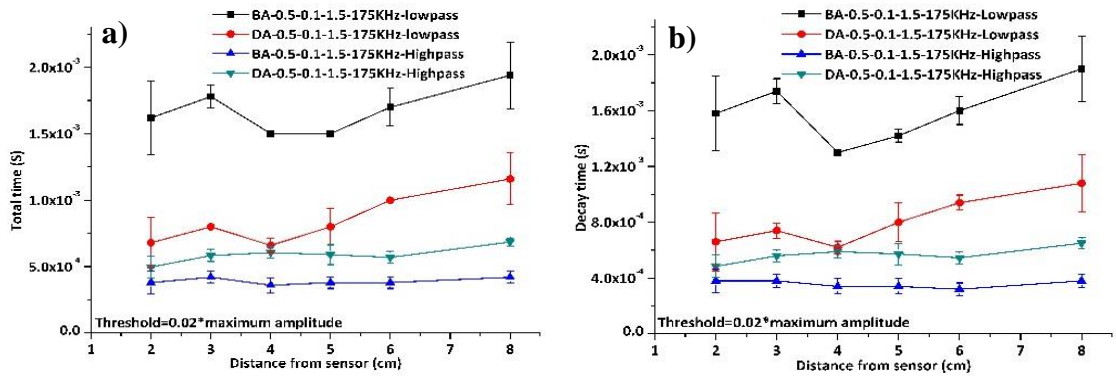 a)
BA-0.5-0.1-1.5-175KHz-lowpass
DA-0.5-0.1-1.5-175KHz-lowpass
BA-0.5-0.1-1.5-175KHz-Highpass
DA-0.5-0.1-1.5-175KHz-Highpass
Total time (S)
2.0x10⁻³
1.5x10⁻³
1.0x10⁻³
5.0x10⁻⁴
0.0
Threshold=0.02*maximum amplitude
1 2 3 4 5 6 7 8
Distance from sensor (cm)
b)
BA-0.5-0.1-1.5-175KHz-Lowpass
DA-0.5-0.1-1.5-175KHz-Lowpass
BA-0.5-0.1-1.5-175KHz-Highpass
DA-0.5-0.1-1.5-175KHz-Highpass
Decay time (s)
2.0x10⁻³
1.6x10⁻³
1.2x10⁻³
8.0x10⁻⁴
4.0x10⁻⁴
0.0
Threshold=0.02*maximum amplitude
1 2 3 4 5 6 7 8
Distance from sensor (cm)